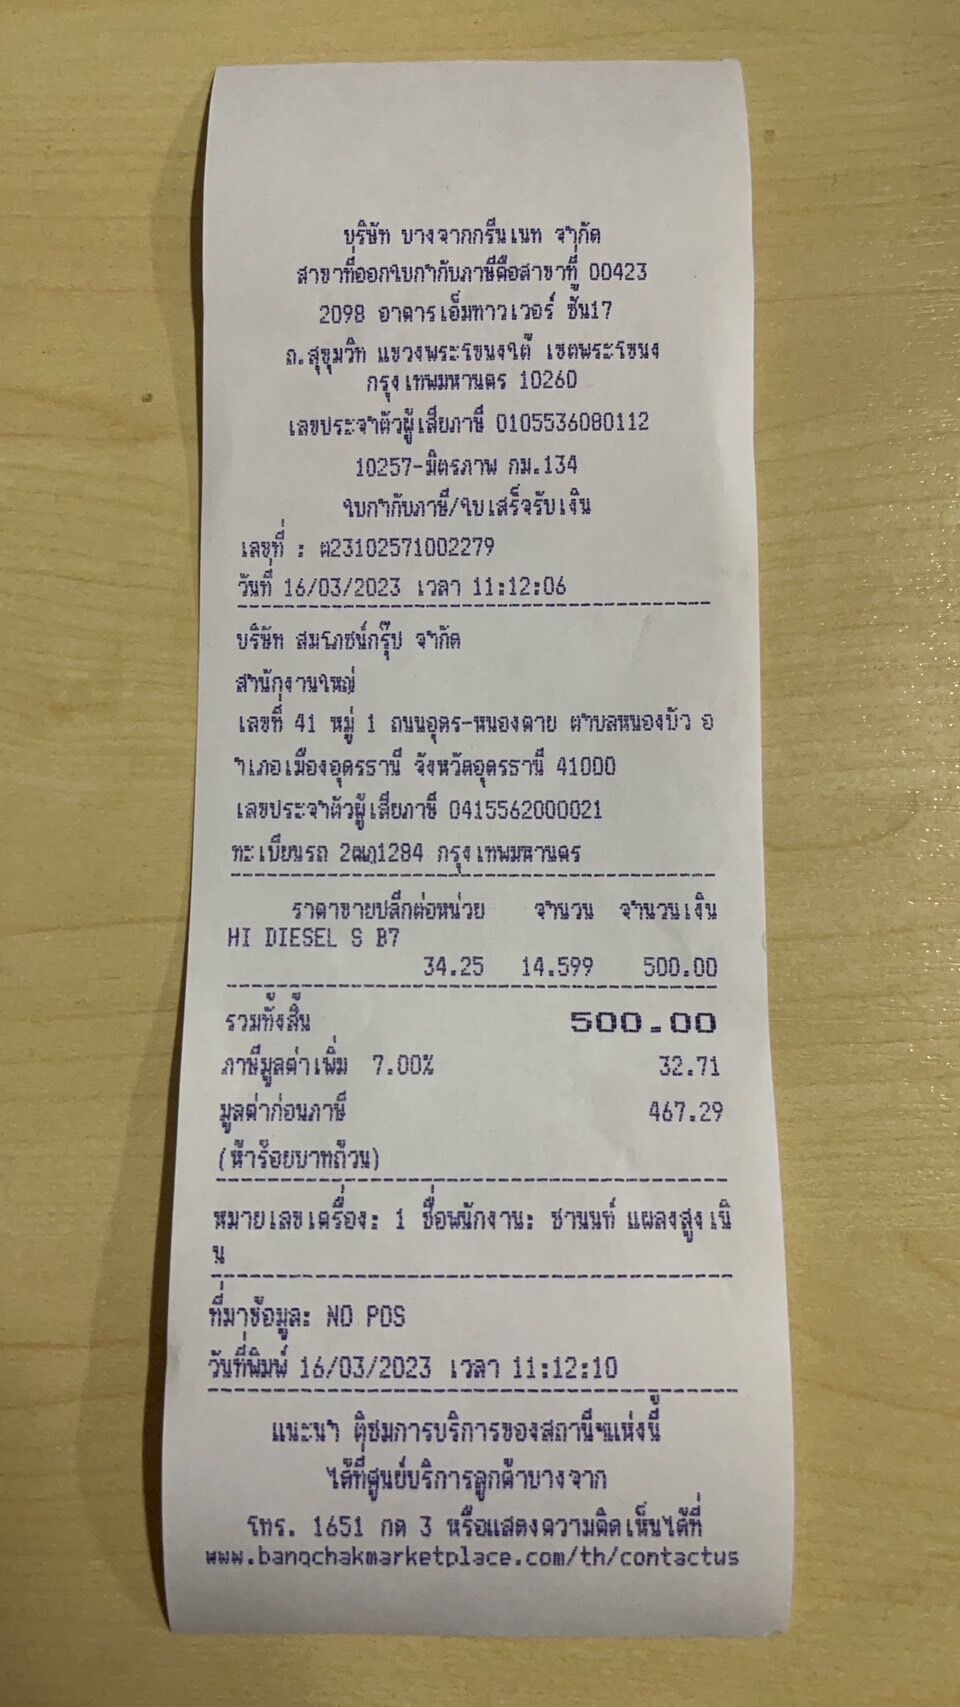 บริษัท บางจากกรีนเนท จำกัด
สาขาที่ออกใบกำกับภาษีคือสาขาที่ 00423
2098 อาคารเอ็มทาวเวอร์ ชั้น17
ถ.สุขุมวิท แขวงพระโขนงใต้ เขตพระโขนง
กรุงเทพมหานคร 10260
เลขประจำตัวผู้เสียภาษี 0105536080112
10257-มิตรภาพ กม.134
ใบกำกับภาษี/ใบเสร็จรับเงิน
เลขที่ : ต23102571002279
วันที่ 16/03/2023 เวลา 11:12:06
บริษัท สมโภชน์กรุ๊ป จำกัด
สำนักงานใหญ่
เลขที่ 41 หมู่ 1 ถนนอุดร-หนองคาย ตำบลหนองบัว อ
ำเภอเมืองอุดรธานี จังหวัดอุดรธานี 41000
เลขประจำตัวผู้เสียภาษี 0415562000021
ทะเบียนรถ 2ฒภ1284 กรุงเทพมหานคร
ราคาขายปลีกต่อหน่วย จำนวน จำนวนเงิน
HI DIESEL S B7
34.25 14.599 500.00
รวมทั้งสิ้น 500.00
ภาษีมูลค่าเพิ่ม 7.00% 32.71
มูลค่าก่อนภาษี 467.29
(ห้าร้อยบาทถ้วน)
หมายเลขเครื่อง: 1 ชื่อพนักงาน: ชานนท์ แผลงสูงเนิ
น
ที่มาข้อมูล: NO POS
วันที่พิมพ์ 16/03/2023 เวลา 11:12:10
แนะนำ ติชมการบริการของสถานีฯแห่งนี้
ได้ที่ศูนย์บริการลูกค้าบางจาก
โทร. 1651 กด 3 หรือแสดงความคิดเห็นได้ที่
www.bangchakmarketplace.com/th/contactus